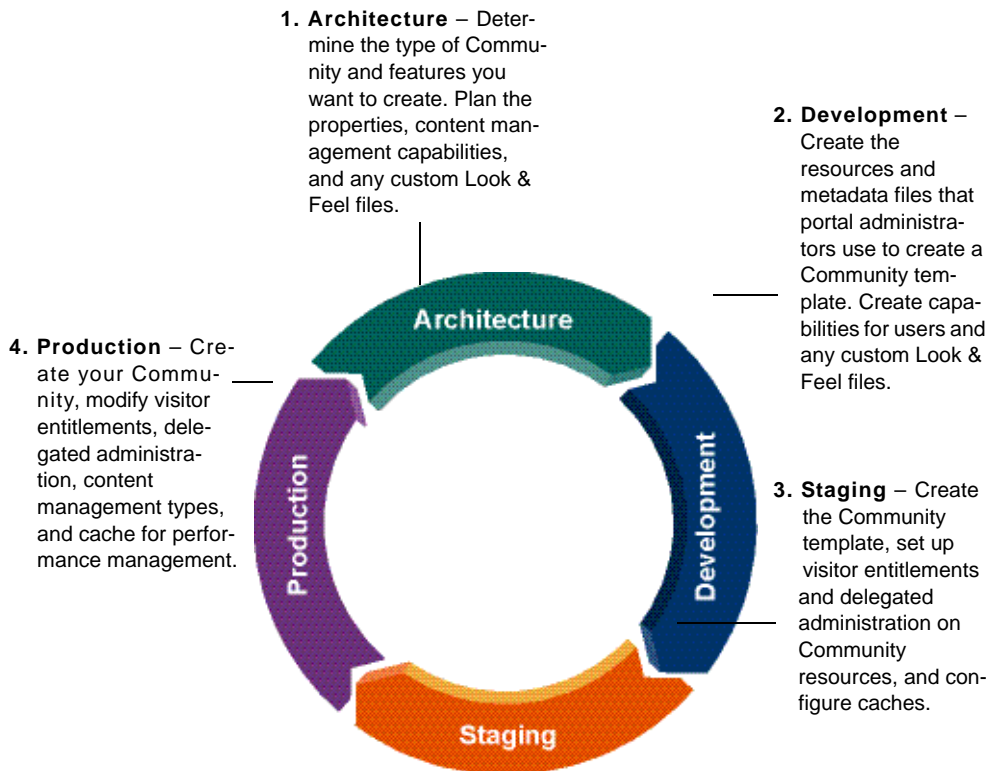 1. Architecture – Deter-
mine the type of Commu-
nity and features you
want to create. Plan the
properties, content man-
agement capabilities,
and any custom Look &
Feel files.
2. Development –
Create the
resources and
metadata files that
portal administra-
tors use to create a
Community tem-
plate. Create capa-
bilities for users and
any custom Look &
Feel files.
3. Staging – Create
the Community
template, set up
visitor entitlements
and delegated
administration on
Community
resources, and con-
figure caches.
4. Production – Cre-
ate your Commu-
nity, modify visitor
entitlements, dele-
gated administra-
tion, content
management types,
and cache for perfor-
mance management.
Architecture
Development
Staging
Production